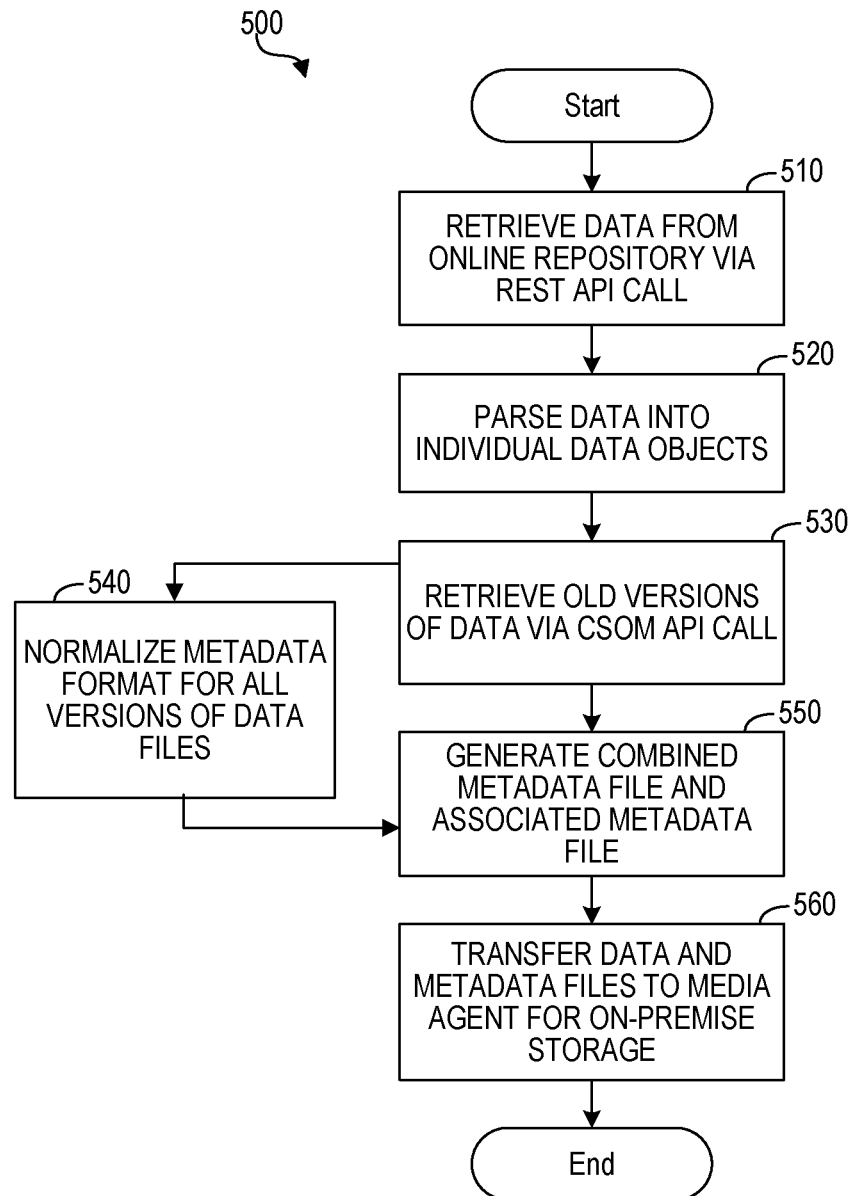 500
Start
510
RETRIEVE DATA FROM
ONLINE REPOSITORY VIA
REST API CALL
520
PARSE DATA INTO
INDIVIDUAL DATA OBJECTS
530
RETRIEVE OLD VERSIONS
OF DATA VIA CSOM API CALL
540
NORMALIZE METADATA
FORMAT FOR ALL
VERSIONS OF DATA
FILES
550
GENERATE COMBINED
METADATA FILE AND
ASSOCIATED METADATA
FILE
560
TRANSFER DATA AND
METADATA FILES TO MEDIA
AGENT FOR ON-PREMISE
STORAGE
End